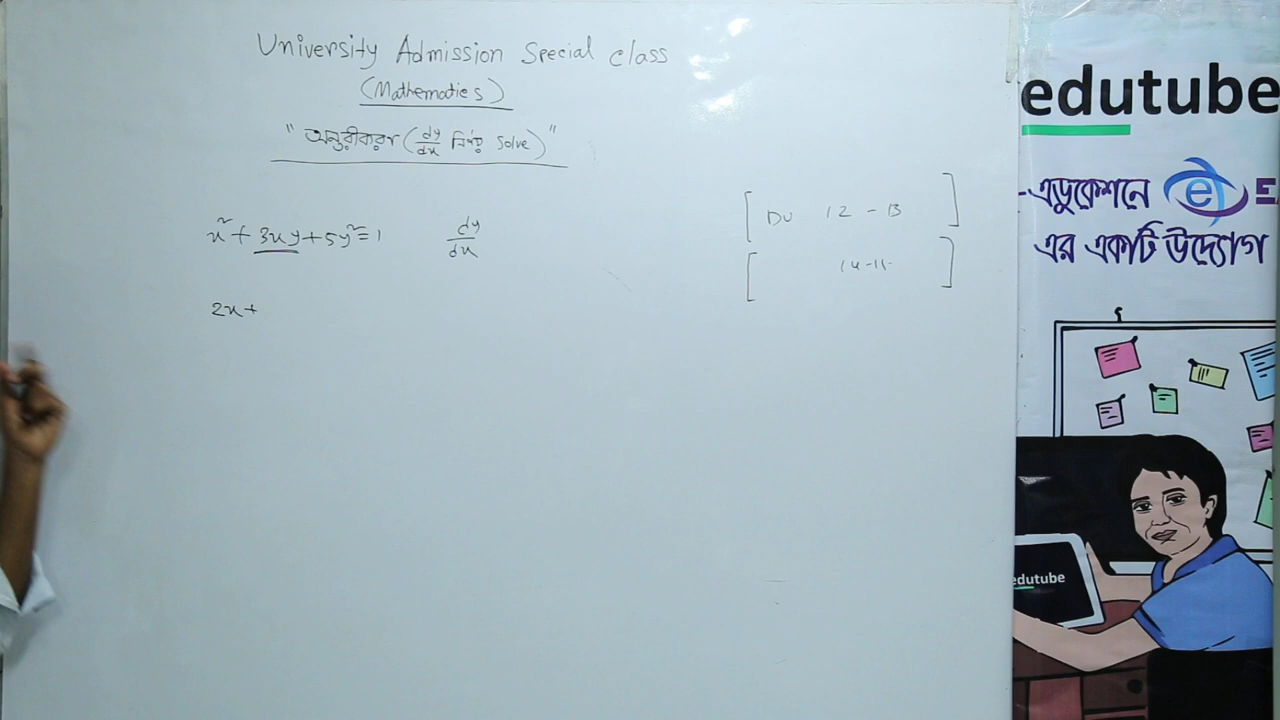 University Admission Special class
(Mathematics)
"অন্তরীকরণ (dy/dx নির্ণয় Solve)"
x² + 3xy + 5y² = 1 dy/dx
[ DU 12 - 13 ]
[ 14-15 ]
2x +
edutube
-এডুকেশনে
এর একটি উদ্যোগ
edutube